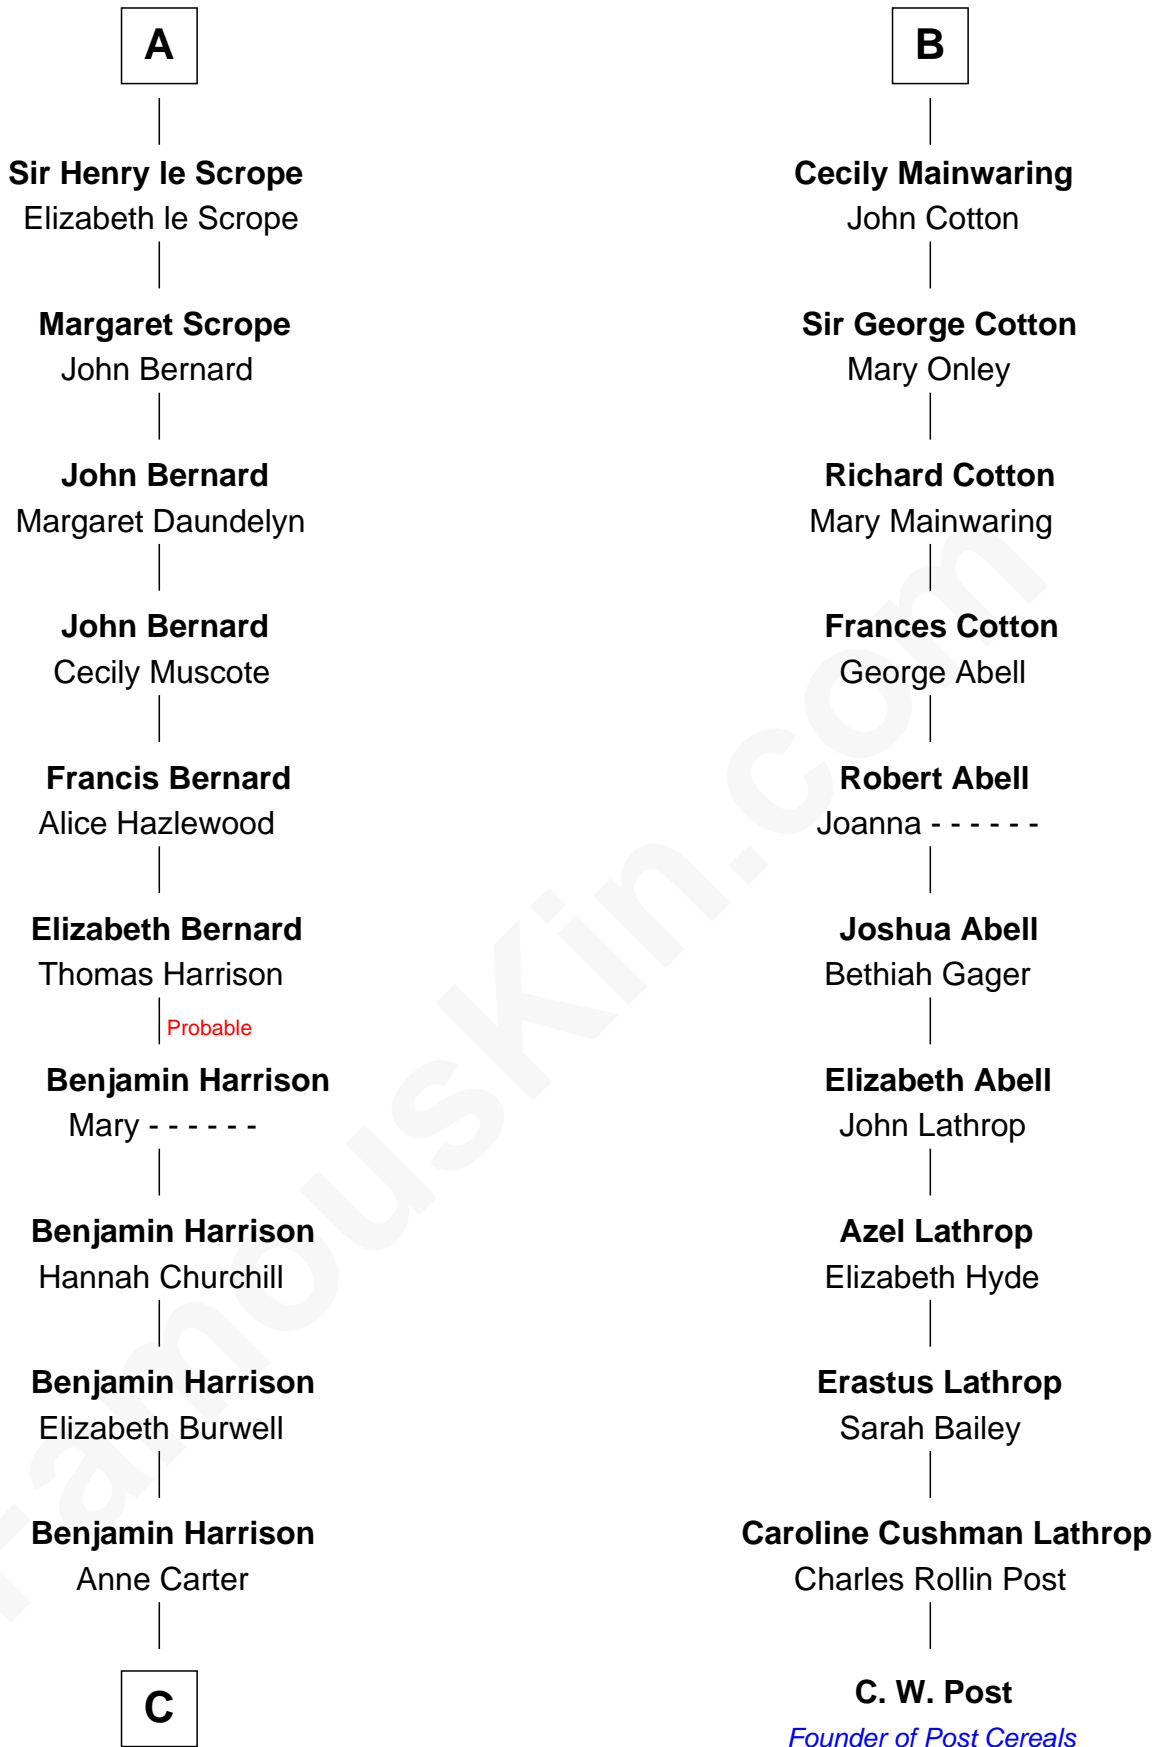 A
Sir Henry le Scrope
Elizabeth le Scrope
Margaret Scrope
John Bernard
John Bernard
Margaret Daundelyn
John Bernard
Cecily Muscote
Francis Bernard
Alice Hazlewood
Elizabeth Bernard
Thomas Harrison
Probable
Benjamin Harrison
Mary - - - - - -
Benjamin Harrison
Hannah Churchill
Benjamin Harrison
Elizabeth Burwell
Benjamin Harrison
Anne Carter
C
B
Cecily Mainwaring
John Cotton
Sir George Cotton
Mary Onley
Richard Cotton
Mary Mainwaring
Frances Cotton
George Abell
Robert Abell
Joanna - - - - - -
Joshua Abell
Bethiah Gager
Elizabeth Abell
John Lathrop
Azel Lathrop
Elizabeth Hyde
Erastus Lathrop
Sarah Bailey
Caroline Cushman Lathrop
Charles Rollin Post
C. W. Post
Founder of Post Cereals
FamousKin.com